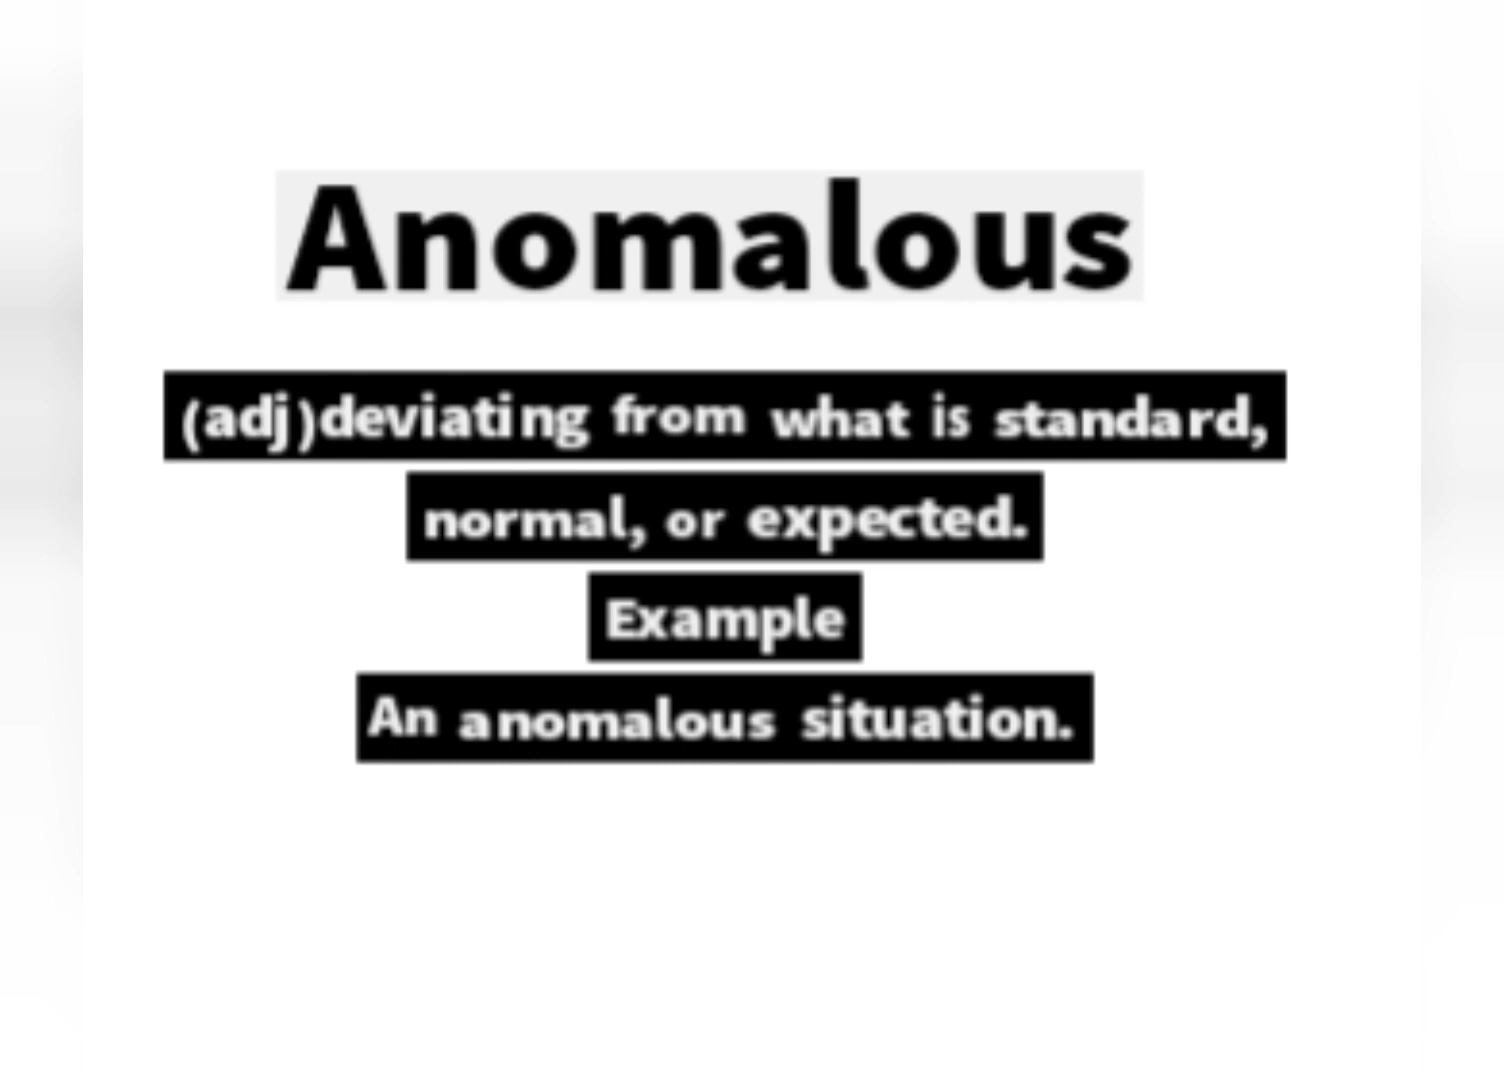 Anomalous
(adj)deviating from what is standard,
normal, or expected.
Example
An anomalous situation.